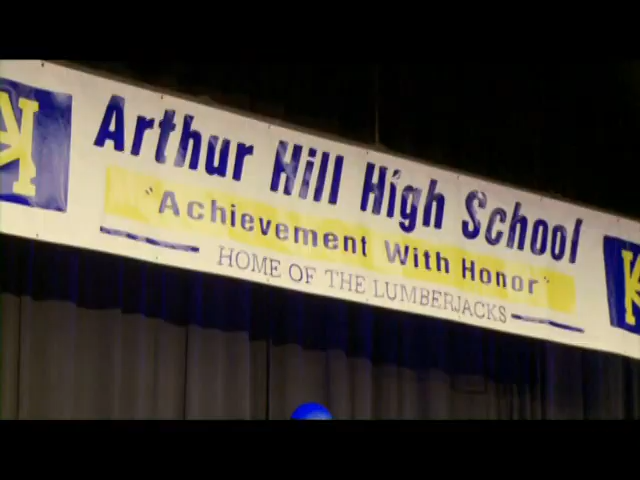 Arthur Hill High School
"Achievement With Honor"
HOME OF THE LUMBERJACKS